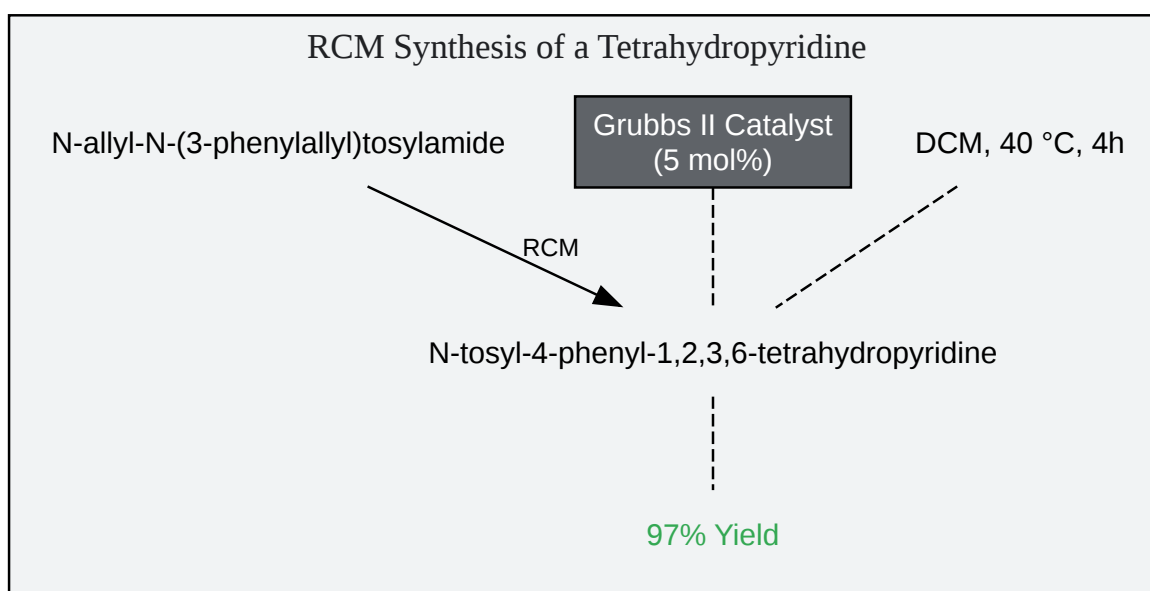 RCM Synthesis of a Tetrahydropyridine
N-allyl-N-(3-phenylallyl)tosylamide
Grubbs II Catalyst
(5 mol%)
DCM, 40 °C, 4h
RCM
N-tosyl-4-phenyl-1,2,3,6-tetrahydropyridine
97% Yield